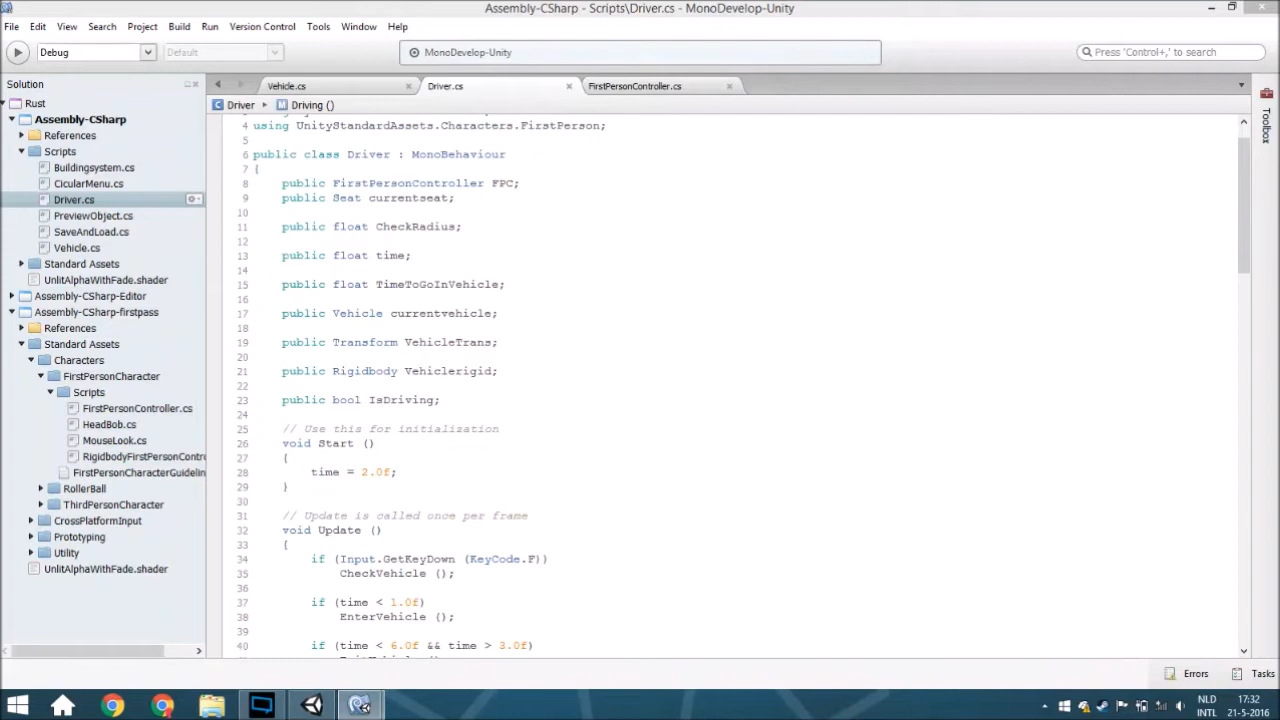 Assembly-CSharp - Scripts\Driver.cs - MonoDevelop-Unity
File Edit View Search Project Build Run Version Control Tools Window Help
Debug Default MonoDevelop-Unity Press 'Control+,' to search
Solution
Vehicle.cs Driver.cs FirstPersonController.cs
Driver Driving ()
Rust
Assembly-CSharp
References
Scripts
Buildingsystem.cs
CicularMenu.cs
Driver.cs
PreviewObject.cs
SaveAndLoad.cs
Vehicle.cs
Standard Assets
UnlitAlphaWithFade.shader
Assembly-CSharp-Editor
Assembly-CSharp-firstpass
References
Standard Assets
Characters
FirstPersonCharacter
Scripts
FirstPersonController.cs
HeadBob.cs
MouseLook.cs
RigidbodyFirstPersonContro
FirstPersonCharacterGuidelin
RollerBall
ThirdPersonCharacter
CrossPlatformInput
Prototyping
Utility
UnlitAlphaWithFade.shader
4 using UnityStandardAssets.Characters.FirstPerson;
5
6 public class Driver : MonoBehaviour
7 {
8 public FirstPersonController FPC;
9 public Seat currentseat;
10
11 public float CheckRadius;
12
13 public float time;
14
15 public float TimeToGoInVehicle;
16
17 public Vehicle currentvehicle;
18
19 public Transform VehicleTrans;
20
21 public Rigidbody Vehiclerigid;
22
23 public bool IsDriving;
24
25 // Use this for initialization
26 void Start ()
27 {
28 time = 2.0f;
29 }
30
31 // Update is called once per frame
32 void Update ()
33 {
34 if (Input.GetKeyDown (KeyCode.F))
35 CheckVehicle ();
36
37 if (time < 1.0f)
38 EnterVehicle ();
39
40 if (time < 6.0f && time > 3.0f)
Toolbox
Errors Tasks
NLD 17:32
INTL 21-5-2016